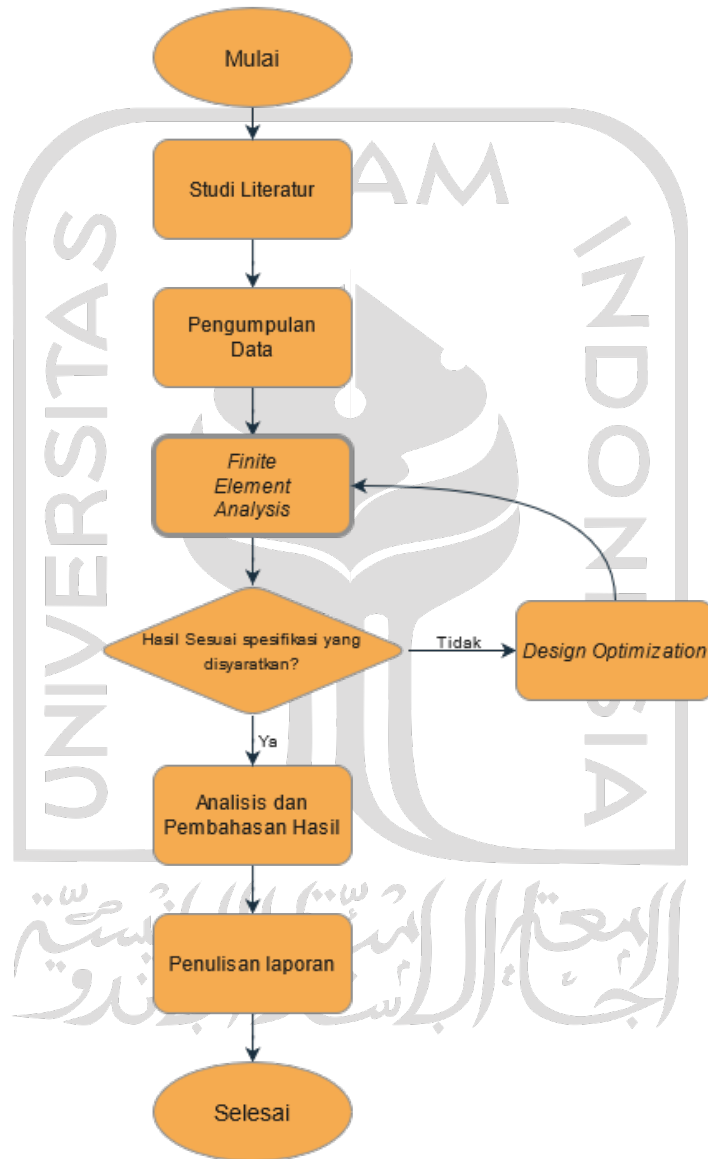 Mulai
Studi Literatur
Pengumpulan
Data
Finite
Element
Analysis
Hasil Sesuai spesifikasi yang
disyaratkan?
Tidak
Design Optimization
Ya
Analisis dan
Pembahasan Hasil
Penulisan laporan
Selesai
UNIVERSITAS
AM
INDONESIA